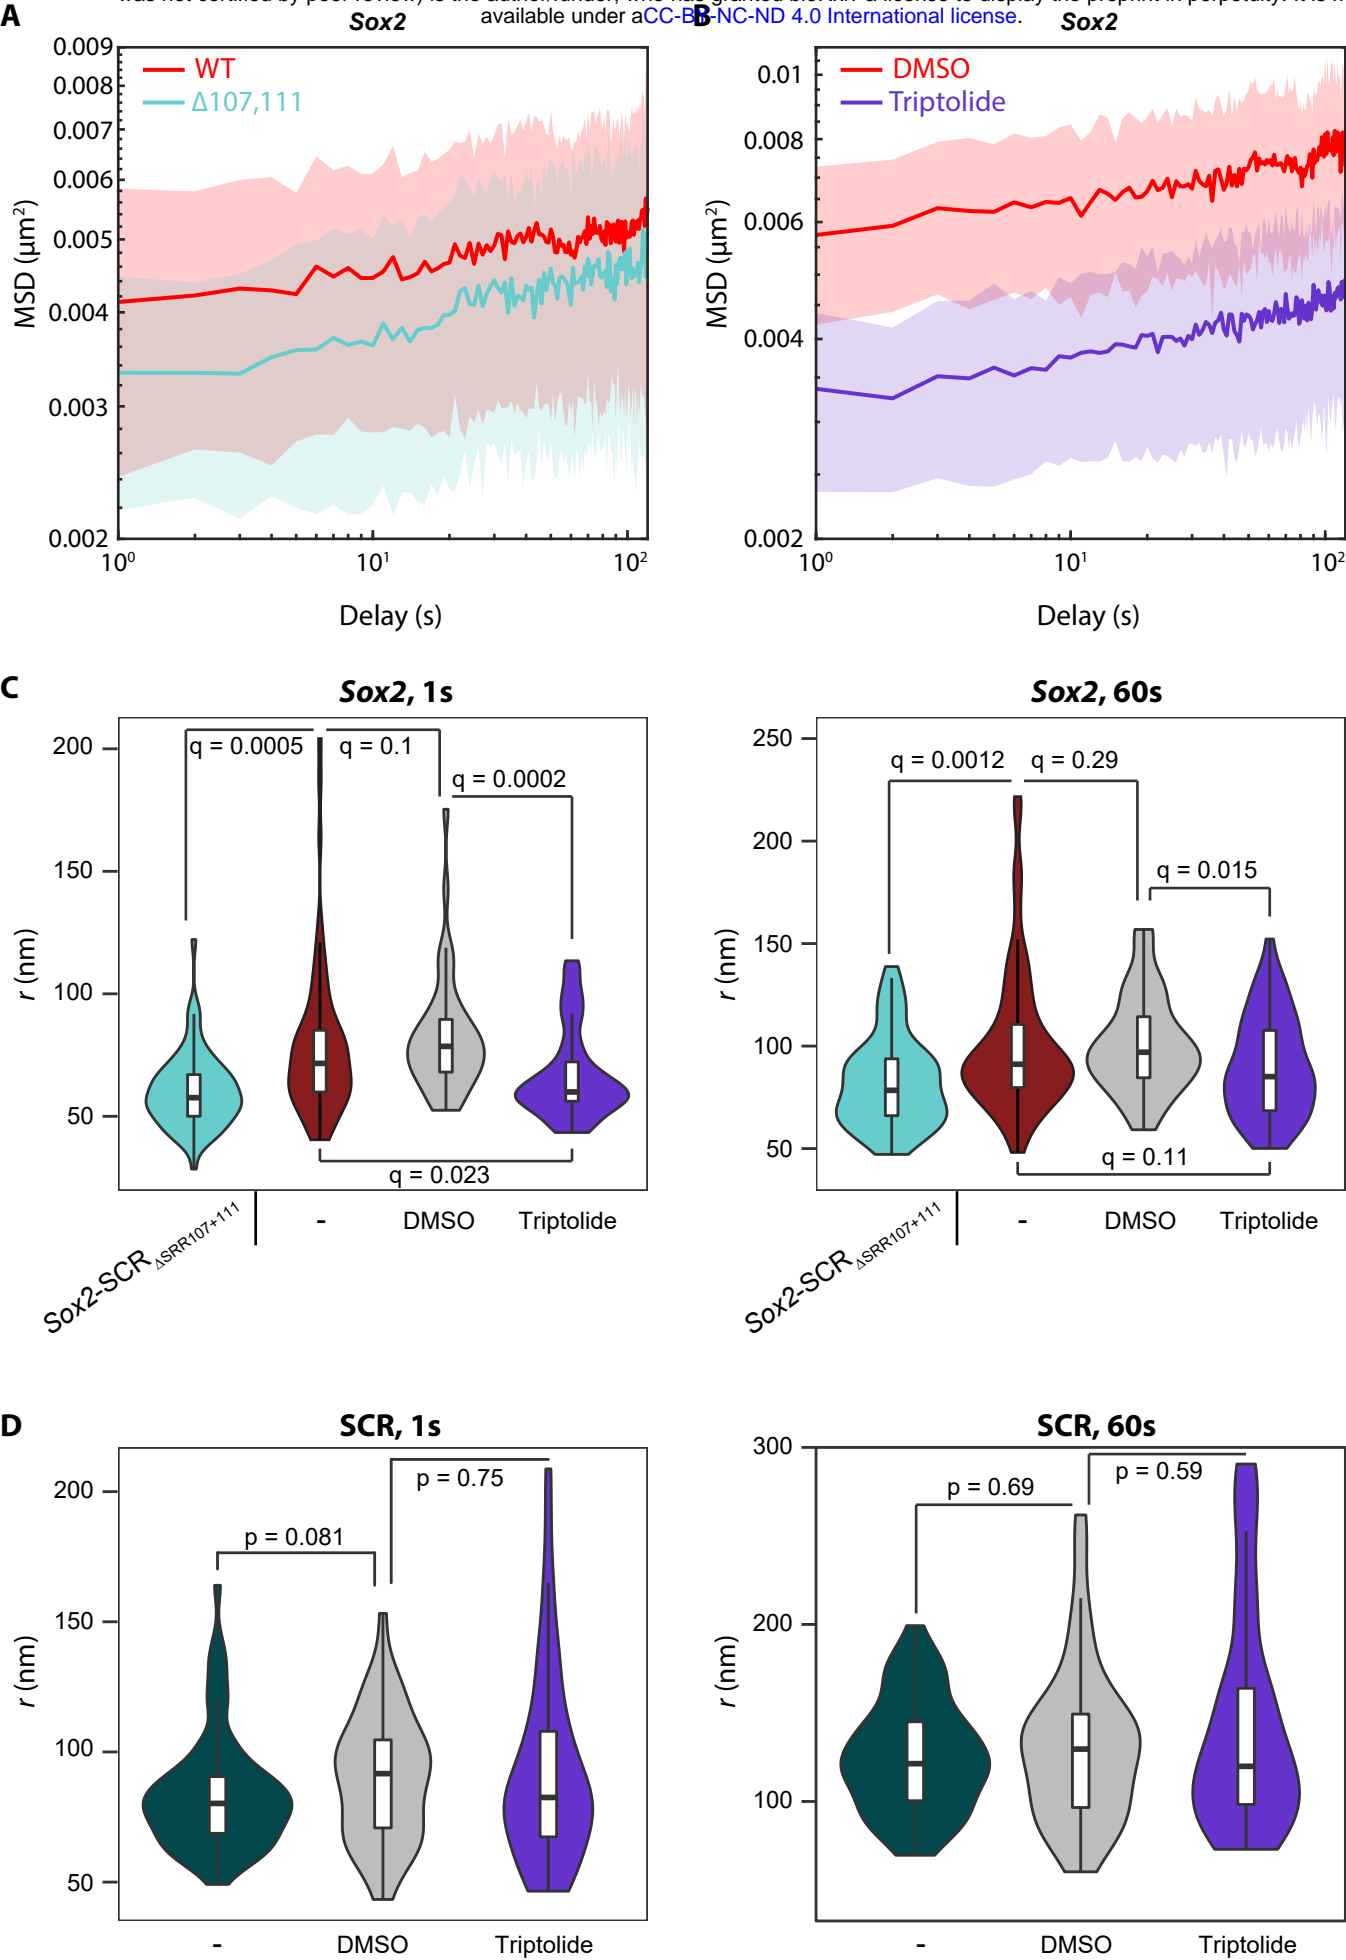 available under aCC-BY-NC-ND 4.0 International license.
A
Sox2
0.009
0.008
0.007
0.006
0.005
0.004
0.003
0.002
MSD (μm²)
WT
Δ107,111
10⁰
10¹
10²
Delay (s)
B
Sox2
0.01
0.008
0.006
0.004
0.002
MSD (μm²)
DMSO
Triptolide
10⁰
10¹
10²
Delay (s)
C
Sox2, 1s
200
150
100
50
r (nm)
q = 0.0005
q = 0.1
q = 0.0002
q = 0.023
Sox2-SCR ΔSRR107+111
-
DMSO
Triptolide
Sox2, 60s
250
200
150
100
50
r (nm)
q = 0.0012
q = 0.29
q = 0.015
q = 0.11
Sox2-SCR ΔSRR107+111
-
DMSO
Triptolide
D
SCR, 1s
200
150
100
50
r (nm)
p = 0.75
p = 0.081
-
DMSO
Triptolide
SCR, 60s
300
200
100
r (nm)
p = 0.59
p = 0.69
-
DMSO
Triptolide